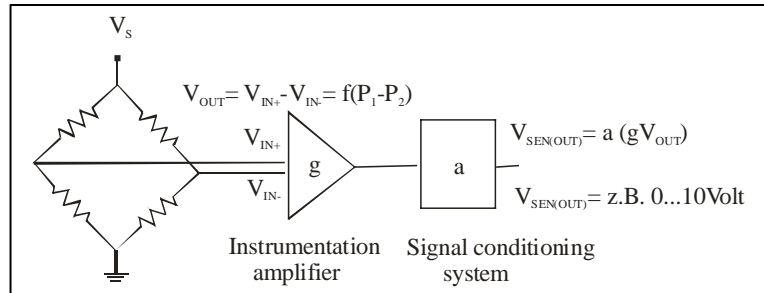 V_S
V_OUT= V_IN+-V_IN-= f(P_1-P_2)
V_IN+
V_IN-
g
a
V_SEN(OUT)= a (gV_OUT)
V_SEN(OUT)= z.B. 0...10Volt
Instrumentation
amplifier
Signal conditioning
system